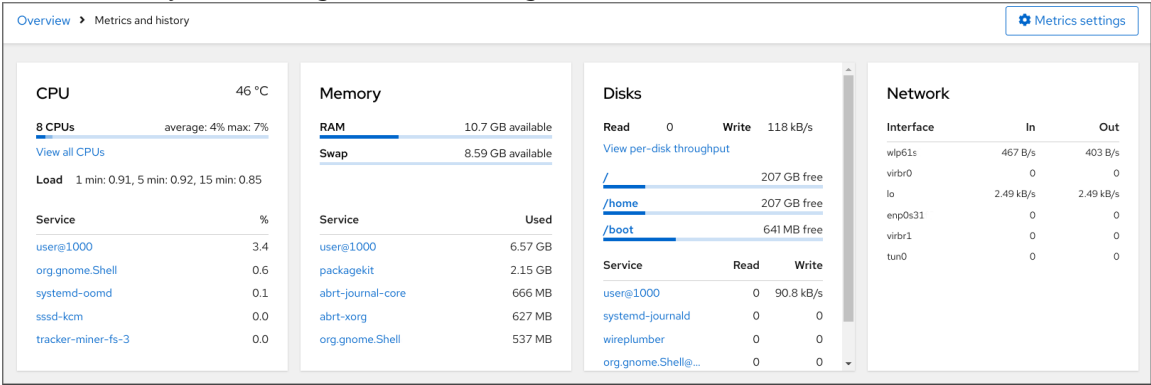 Overview > Metrics and history
Metrics settings
CPU 46 °C
8 CPUs average: 4% max: 7%
View all CPUs
Load 1 min: 0.91, 5 min: 0.92, 15 min: 0.85
Service %
user@1000 3.4
org.gnome.Shell 0.6
systemd-oomd 0.1
sssd-kcm 0.0
tracker-miner-fs-3 0.0
Memory
RAM 10.7 GB available
Swap 8.59 GB available
Service Used
user@1000 6.57 GB
packagekit 2.15 GB
abrt-journal-core 666 MB
abrt-xorg 627 MB
org.gnome.Shell 537 MB
Disks
Read 0 Write 118 kB/s
View per-disk throughput
/ 207 GB free
/home 207 GB free
/boot 641 MB free
Service Read Write
user@1000 0 90.8 kB/s
systemd-journald 0 0
wireplumber 0 0
org.gnome.Shell@... 0 0
Network
Interface In Out
wlp61s 467 B/s 403 B/s
virbr0 0 0
lo 2.49 kB/s 2.49 kB/s
enp0s31 0 0
virbr1 0 0
tun0 0 0